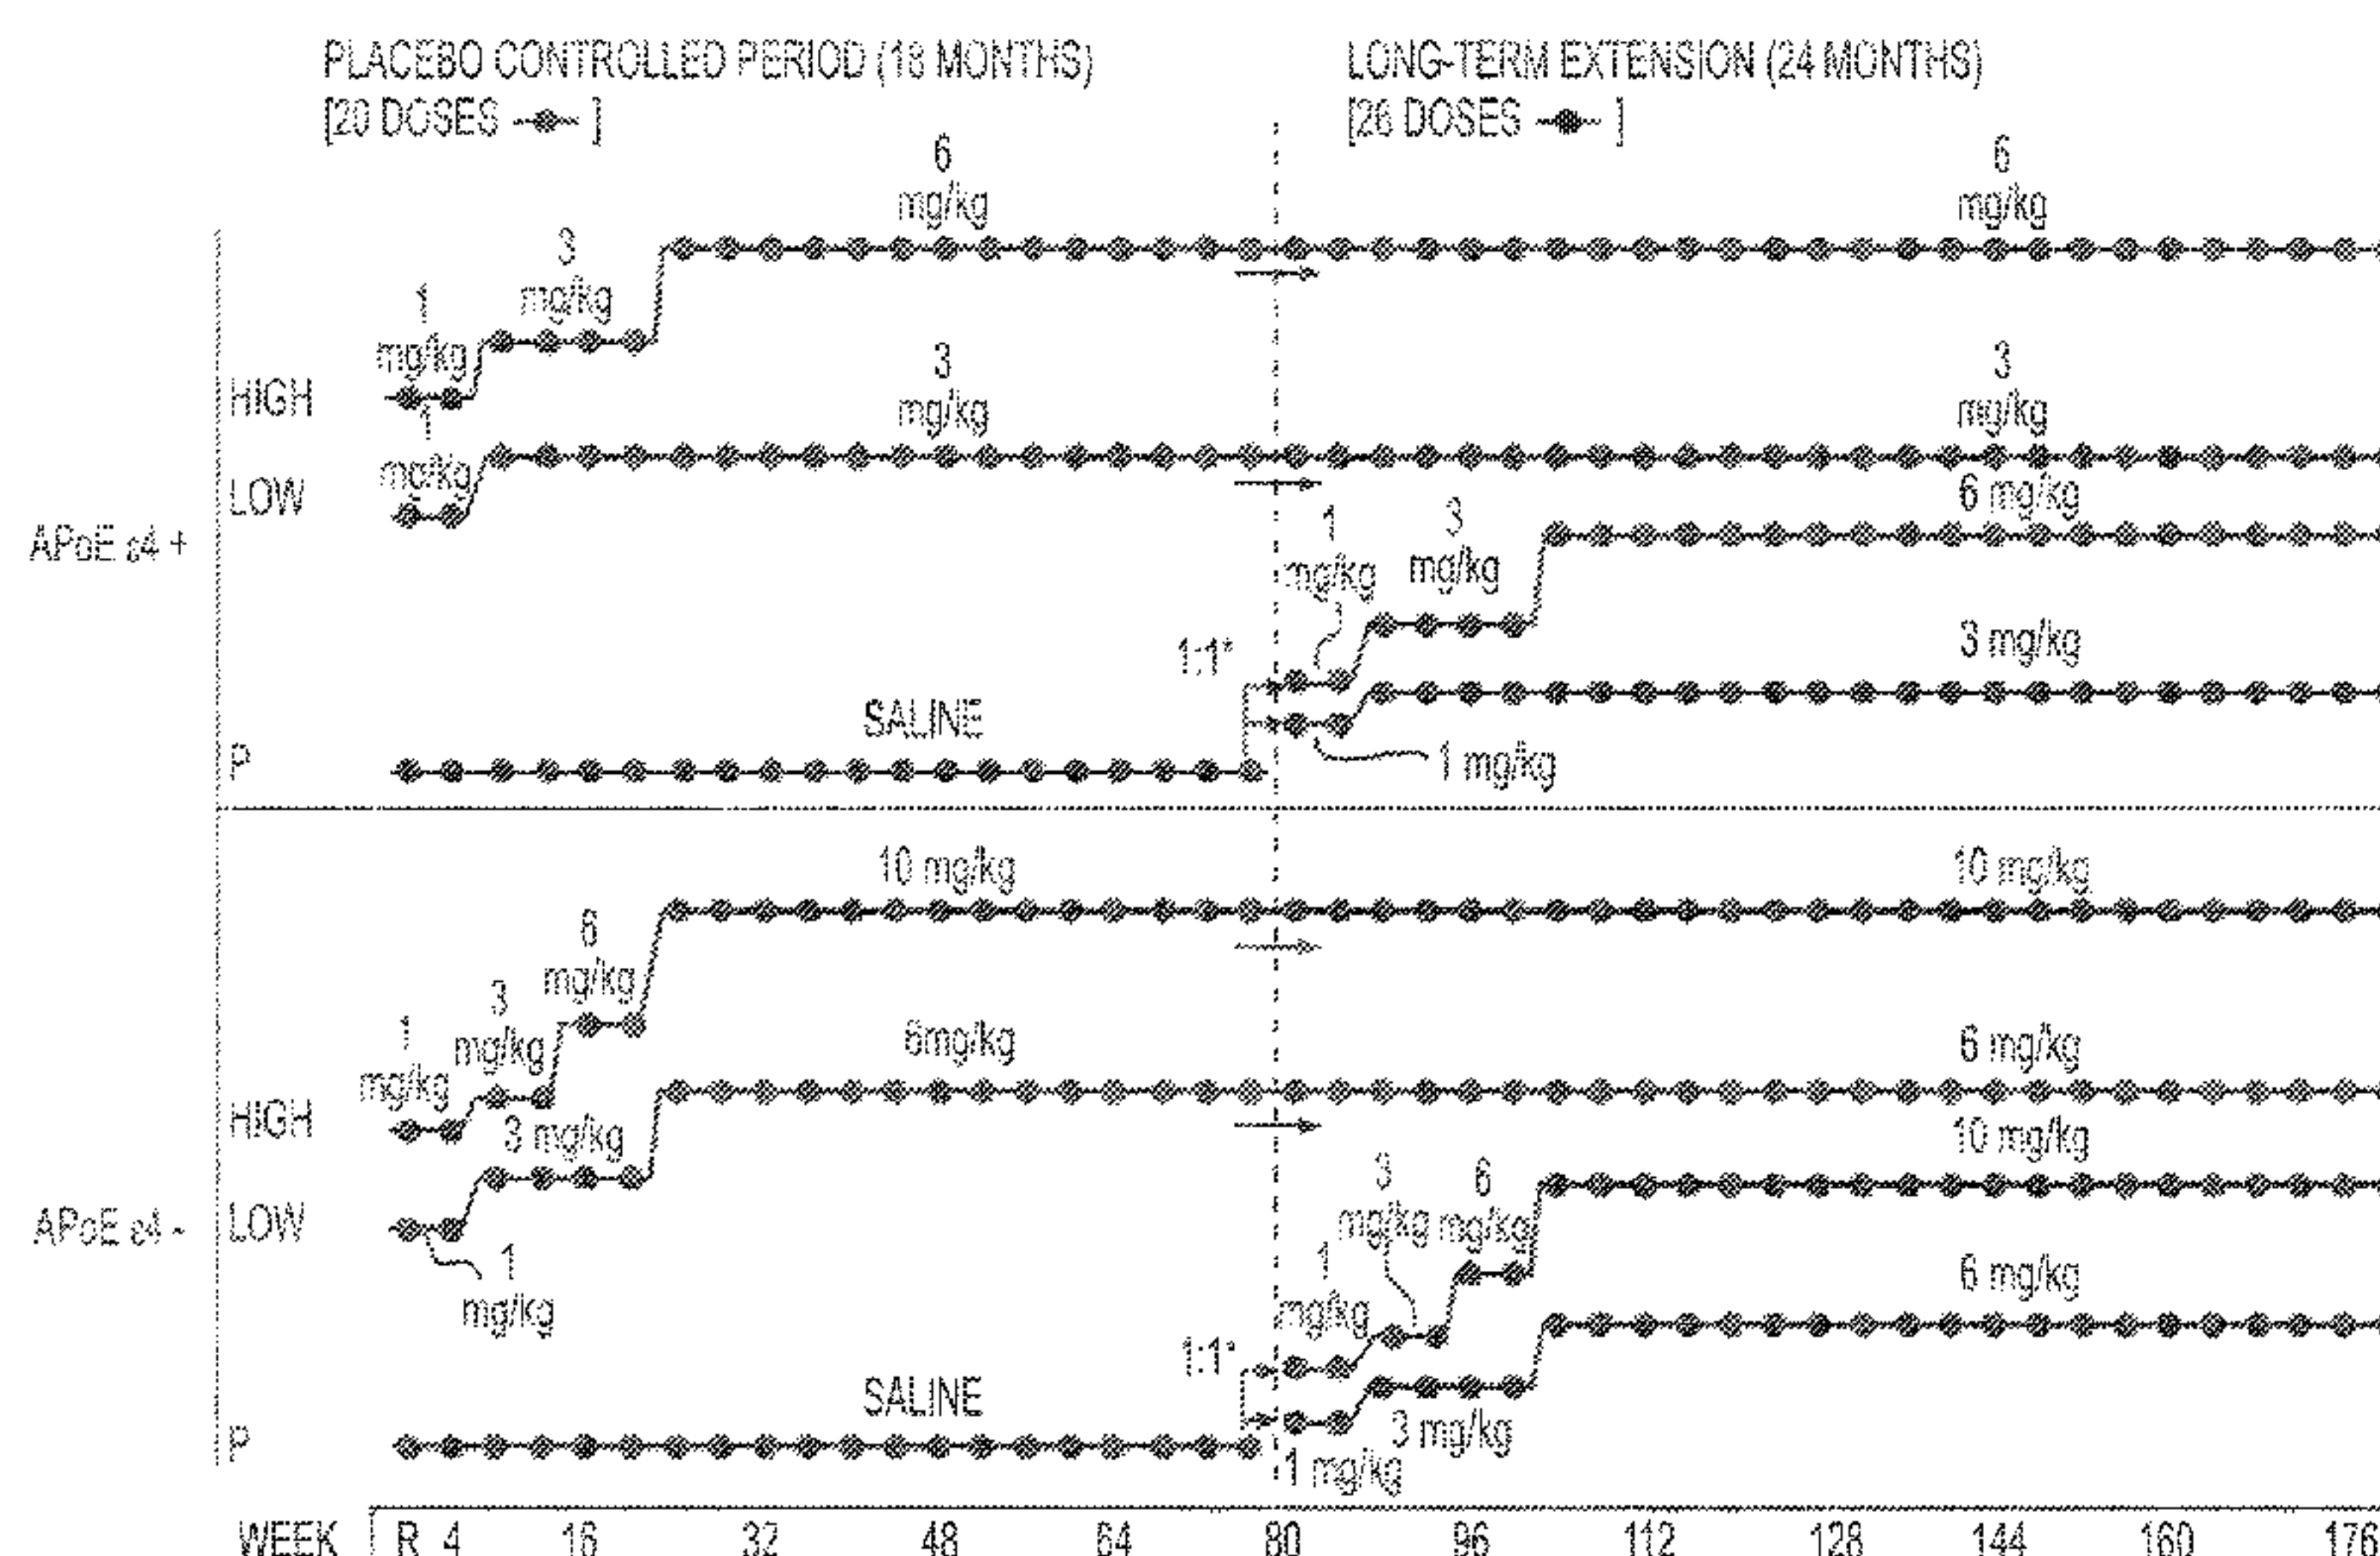 PLACEBO CONTROLLED PERIOD (18 MONTHS)
[20 DOSES ]
LONG-TERM EXTENSION (24 MONTHS)
[26 DOSES ]
6
mg/kg
6
mg/kg
3
mg/kg
1
mg/kg
HIGH
3
mg/kg
3
mg/kg
1
mg/kg
LOW
6 mg/kg
APoE ε4 +
1
mg/kg
3
mg/kg
1:1*
3 mg/kg
SALINE
P
1 mg/kg
10 mg/kg
10 mg/kg
6
mg/kg
3
mg/kg
1
mg/kg
6mg/kg
6 mg/kg
HIGH
3 mg/kg
10 mg/kg
3
mg/kg
6
mg/kg
APoE ε4 -
LOW
1
mg/kg
1
mg/kg
6 mg/kg
1:1*
SALINE
3 mg/kg
P
1 mg/kg
WEEK R 4 16 32 48 64 80 96 112 128 144 160 176